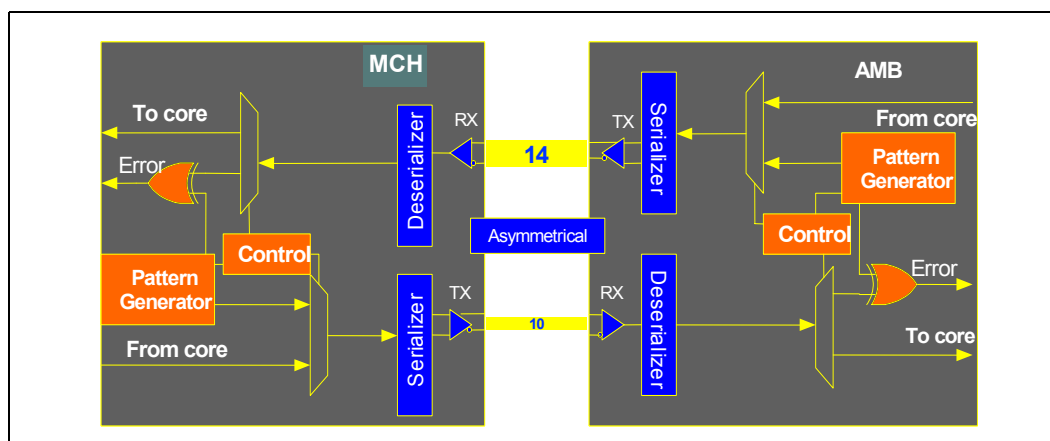 MCH
To core
Error
RX
Deserializer
14
TX
Serializer
AMB
From core
Pattern
Generator
Control
Asymmetrical
Control
Pattern
Generator
From core
Serializer
TX
10
RX
Deserializer
Error
To core